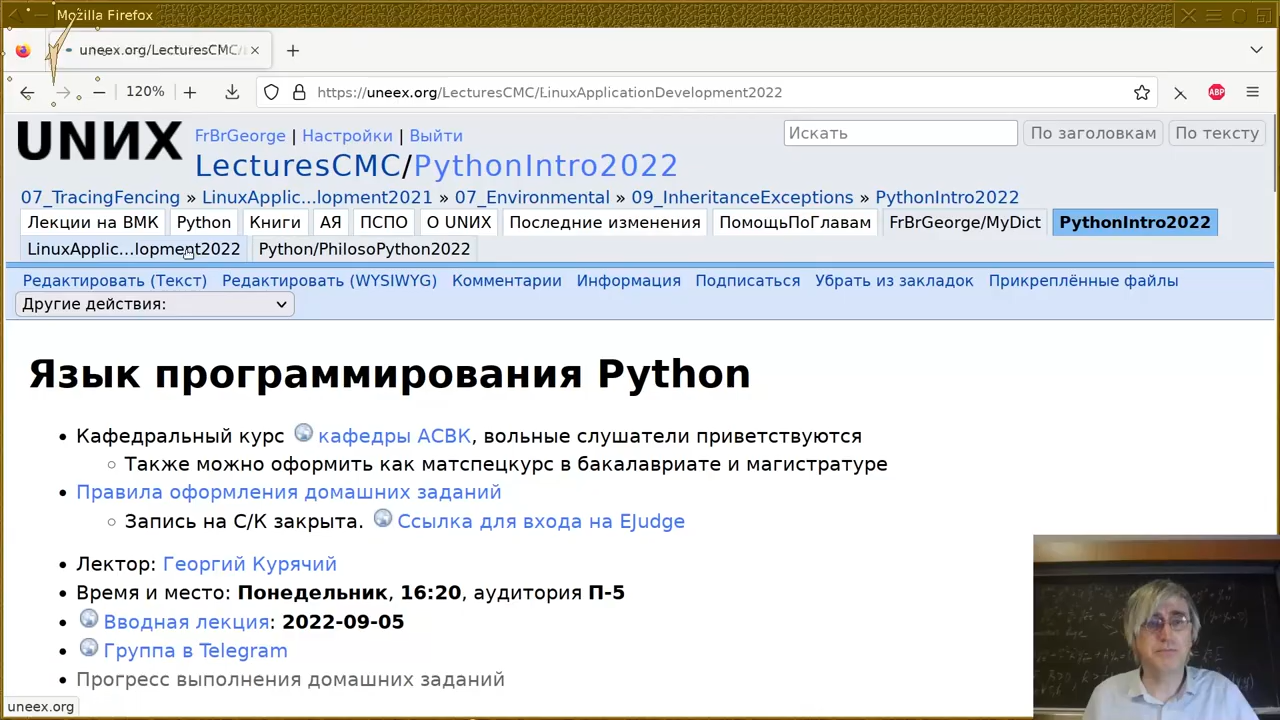 Mozilla Firefox
uneex.org/LecturesCMC/
120%
https://uneex.org/LecturesCMC/LinuxApplicationDevelopment2022
ABP
UNИX
FrBrGeorge | Настройки | Выйти
Искать
По заголовкам
По тексту
LecturesCMC/PythonIntro2022
07_TracingFencing » LinuxApplic...lopment2021 » 07_Environmental » 09_InheritanceExceptions » PythonIntro2022
Лекции на ВМК Python Книги АЯ ПСПО О UNIX Последние изменения ПомощьПоГлавам FrBrGeorge/MyDict PythonIntro2022
LinuxApplic...lopment2022 Python/PhilosoPython2022
Редактировать (Текст) Редактировать (WYSIWYG) Комментарии Информация Подписаться Убрать из закладок Прикреплённые файлы
Другие действия:
Язык программирования Python
Кафедральный курс кафедры АСВК, вольные слушатели приветствуются
Также можно оформить как матспецкурс в бакалавриате и магистратуре
Правила оформления домашних заданий
Запись на С/К закрыта. Ссылка для входа на EJudge
Лектор: Георгий Курячий
Время и место: Понедельник, 16:20, аудитория П-5
Вводная лекция: 2022-09-05
Группа в Telegram
Прогресс выполнения домашних заданий
uneex.org